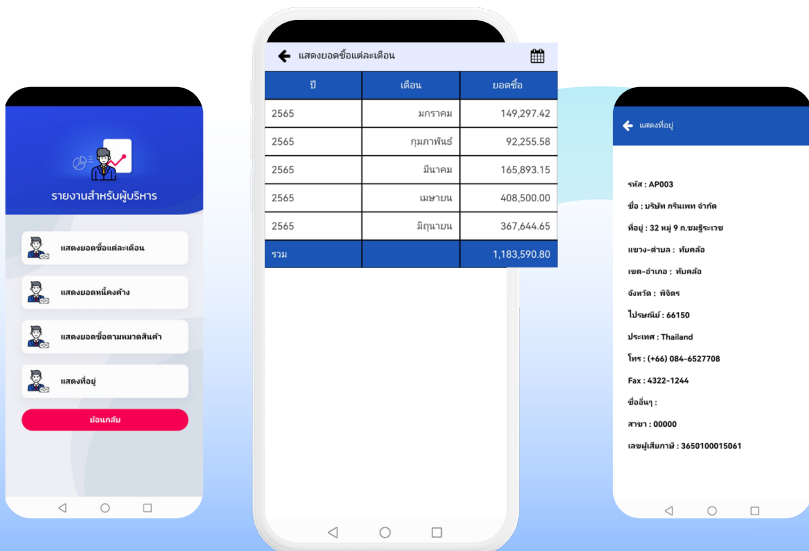 รายงานสำหรับผู้บริหาร
แสดงยอดซื้อแต่ละเดือน
แสดงยอดหนี้คงค้าง
แสดงยอดซื้อตามหมวดสินค้า
แสดงที่อยู่
ย้อนกลับ
แสดงยอดซื้อแต่ละเดือน
ปี เดือน ยอดซื้อ
2565 มกราคม 149,297.42
2565 กุมภาพันธ์ 92,255.58
2565 มีนาคม 165,893.15
2565 เมษายน 408,500.00
2565 มิถุนายน 367,644.65
รวม 1,183,590.80
แสดงที่อยู่
รหัส : AP003
ชื่อ : บริษัท กรีนเพท จำกัด
ที่อยู่ : 32 หมู่ 9 ถ.ชมฐีระเวช
แขวง-ตำบล : ทับคล้อ
เขต-อำเภอ : ทับคล้อ
จังหวัด : พิจิตร
ไปรษณีย์ : 66150
ประเทศ : Thailand
โทร : (+66) 084-6527708
Fax : 4322-1244
ชื่ออื่นๆ :
สาขา : 00000
เลขผู้เสียภาษี : 3650100015061